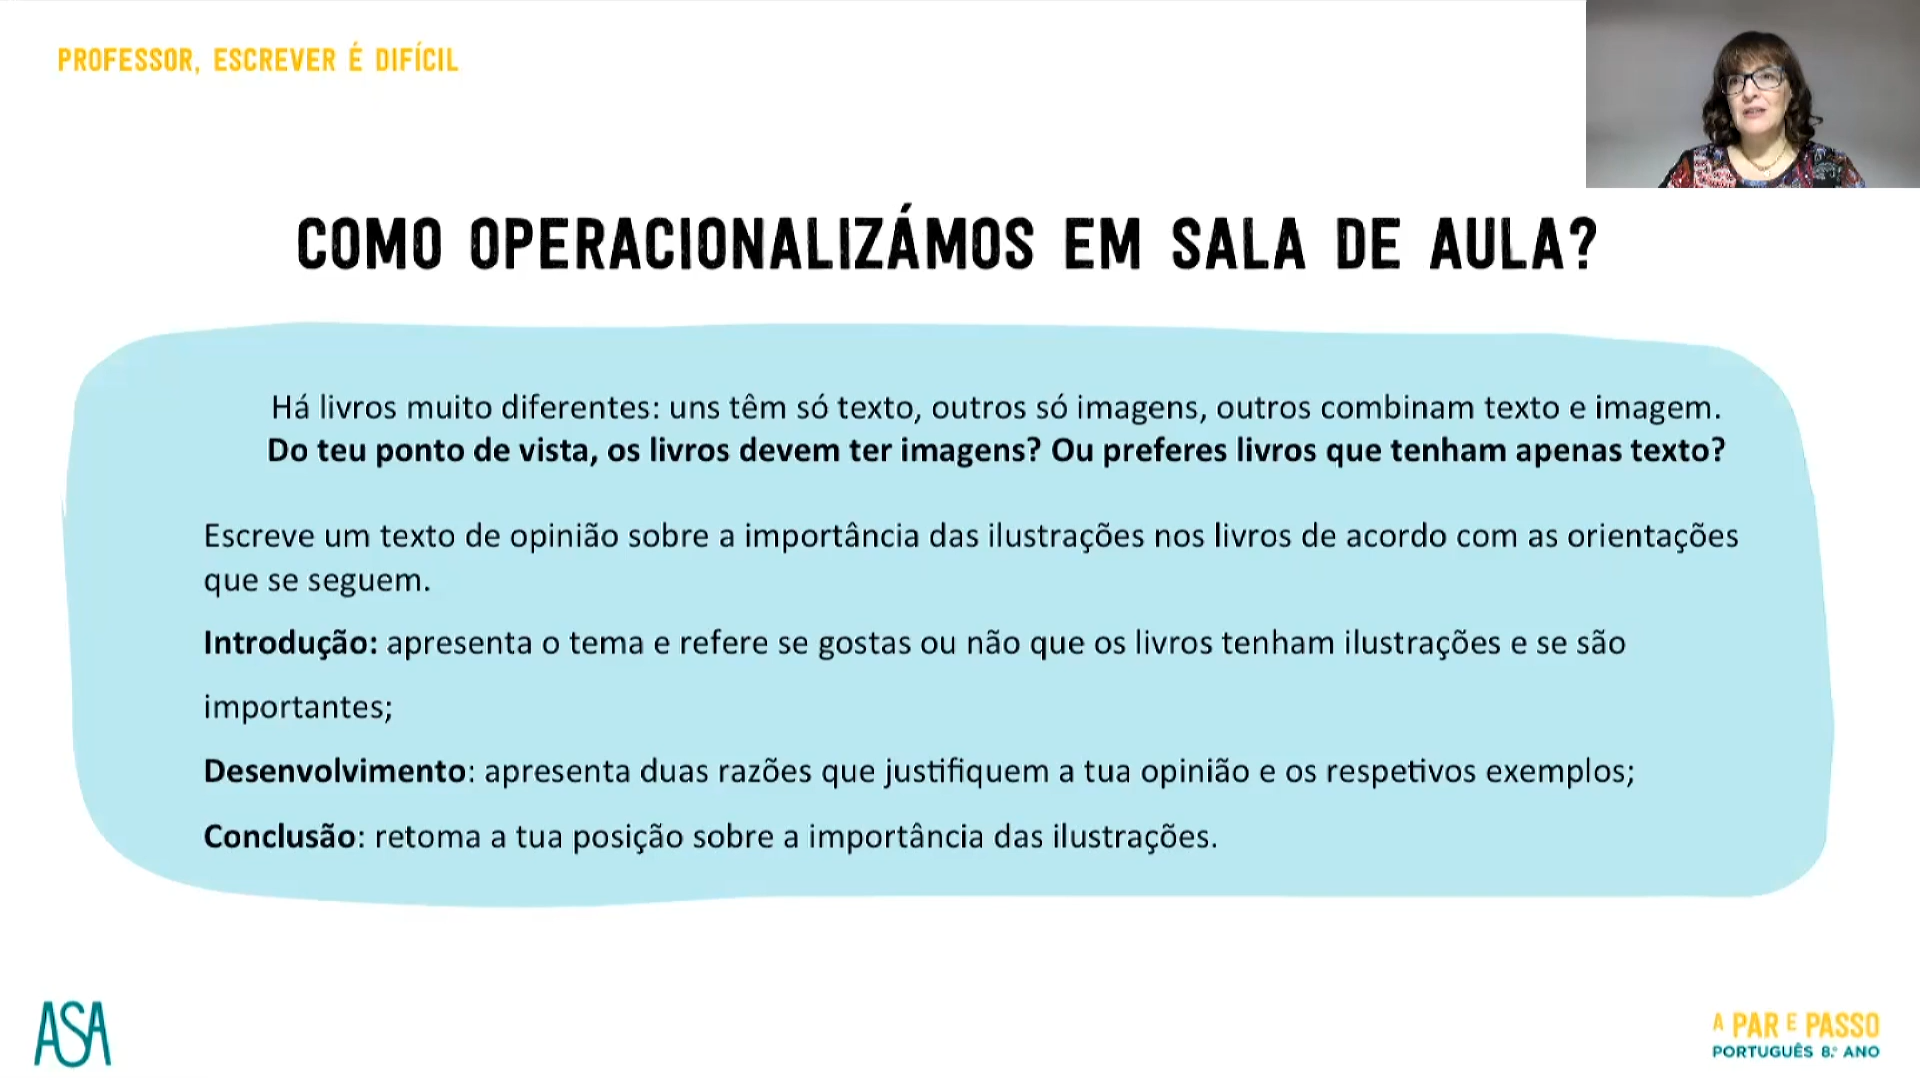 PROFESSOR, ESCREVER É DIFÍCIL
COMO OPERACIONALIZÁMOS EM SALA DE AULA?
Há livros muito diferentes: uns têm só texto, outros só imagens, outros combinam texto e imagem.
Do teu ponto de vista, os livros devem ter imagens? Ou preferes livros que tenham apenas texto?
Escreve um texto de opinião sobre a importância das ilustrações nos livros de acordo com as orientações
que se seguem.
Introdução: apresenta o tema e refere se gostas ou não que os livros tenham ilustrações e se são
importantes;
Desenvolvimento: apresenta duas razões que justifiquem a tua opinião e os respetivos exemplos;
Conclusão: retoma a tua posição sobre a importância das ilustrações.
ASA
A PAR E PASSO
PORTUGUÊS 8.º ANO